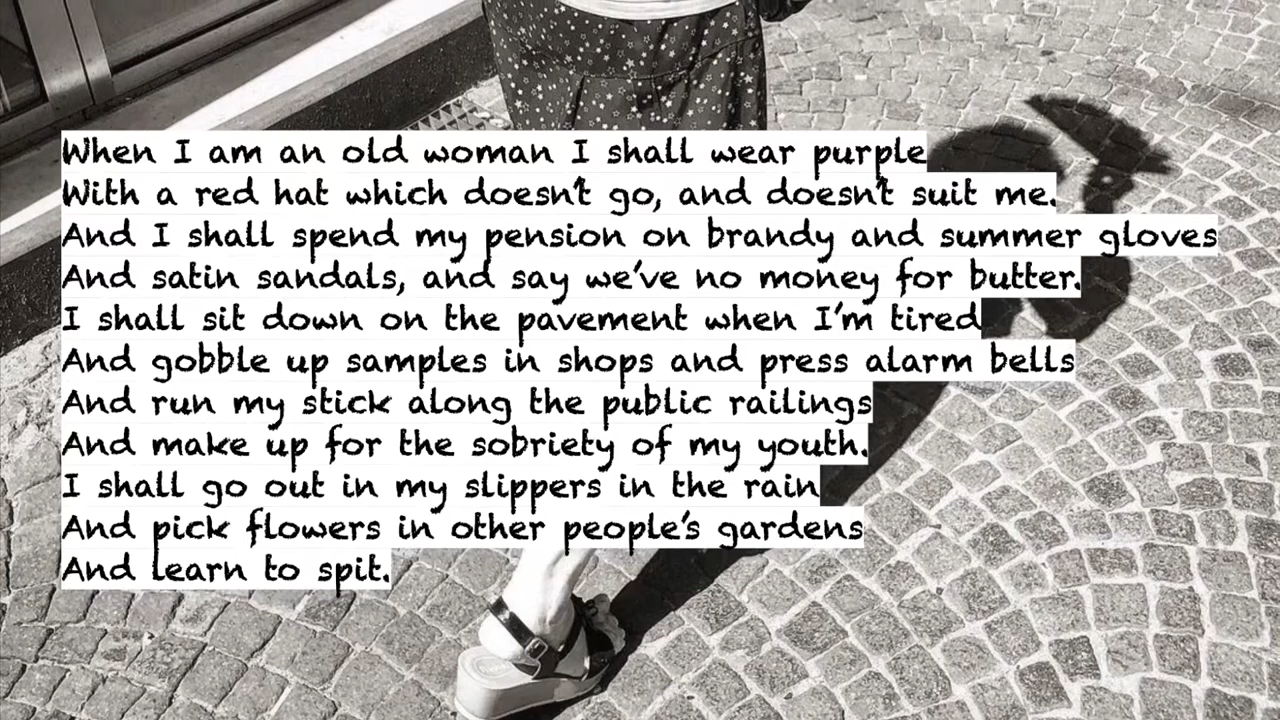 When I am an old woman I shall wear purple
With a red hat which doesn't go, and doesn't suit me.
And I shall spend my pension on brandy and summer gloves
And satin sandals, and say we've no money for butter.
I shall sit down on the pavement when I'm tired
And gobble up samples in shops and press alarm bells
And run my stick along the public railings
And make up for the sobriety of my youth.
I shall go out in my slippers in the rain
And pick flowers in other people's gardens
And learn to spit.